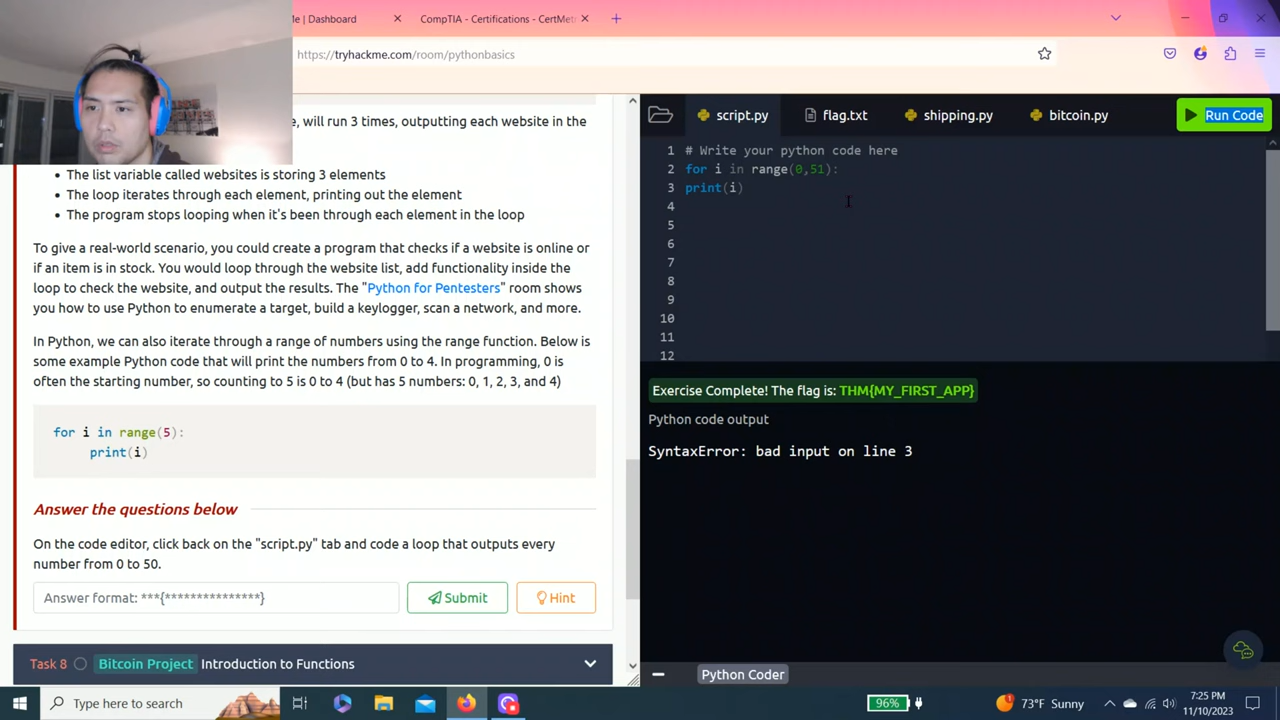 Me | Dashboard
CompTIA - Certifications - CertMet
https://tryhackme.com/room/pythonbasics
e, will run 3 times, outputting each website in the
The list variable called websites is storing 3 elements
The loop iterates through each element, printing out the element
The program stops looping when it's been through each element in the loop
To give a real-world scenario, you could create a program that checks if a website is online or
if an item is in stock. You would loop through the website list, add functionality inside the
loop to check the website, and output the results. The "Python for Pentesters" room shows
you how to use Python to enumerate a target, build a keylogger, scan a network, and more.
In Python, we can also iterate through a range of numbers using the range function. Below is
some example Python code that will print the numbers from 0 to 4. In programming, 0 is
often the starting number, so counting to 5 is 0 to 4 (but has 5 numbers: 0, 1, 2, 3, and 4)
for i in range(5):
print(i)
Answer the questions below
On the code editor, click back on the "script.py" tab and code a loop that outputs every
number from 0 to 50.
Answer format: ***{***************}
Submit
Hint
Task 8 Bitcoin Project Introduction to Functions
script.py
flag.txt
shipping.py
bitcoin.py
Run Code
1 # Write your python code here
2 for i in range(0,51):
3 print(i)
4
5
6
7
8
9
10
11
12
Exercise Complete! The flag is: THM{MY_FIRST_APP}
Python code output
SyntaxError: bad input on line 3
Python Coder
Type here to search
96%
1
73°F Sunny
7:25 PM
11/10/2023